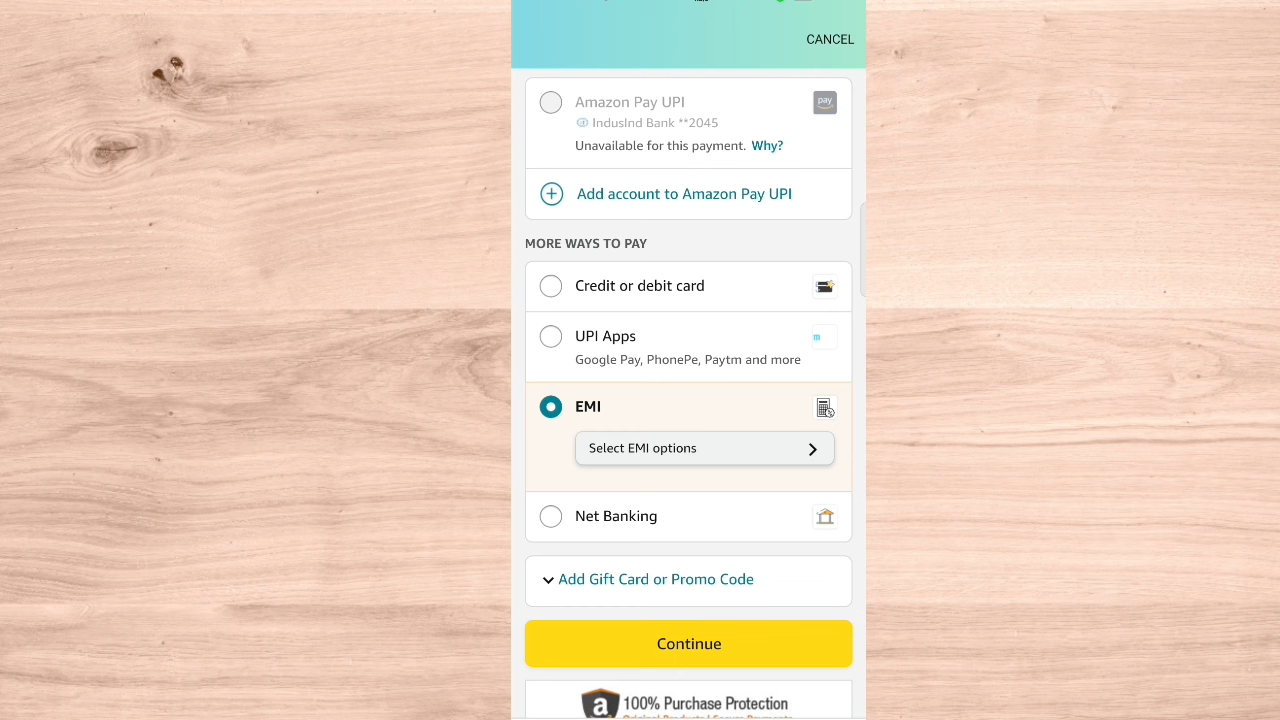 CANCEL
Amazon Pay UPI
pay
IndusInd Bank **2045
Unavailable for this payment. Why?
Add account to Amazon Pay UPI
MORE WAYS TO PAY
Credit or debit card
UPI Apps
Google Pay, PhonePe, Paytm and more
EMI
Select EMI options
Net Banking
Add Gift Card or Promo Code
Continue
a 100% Purchase Protection